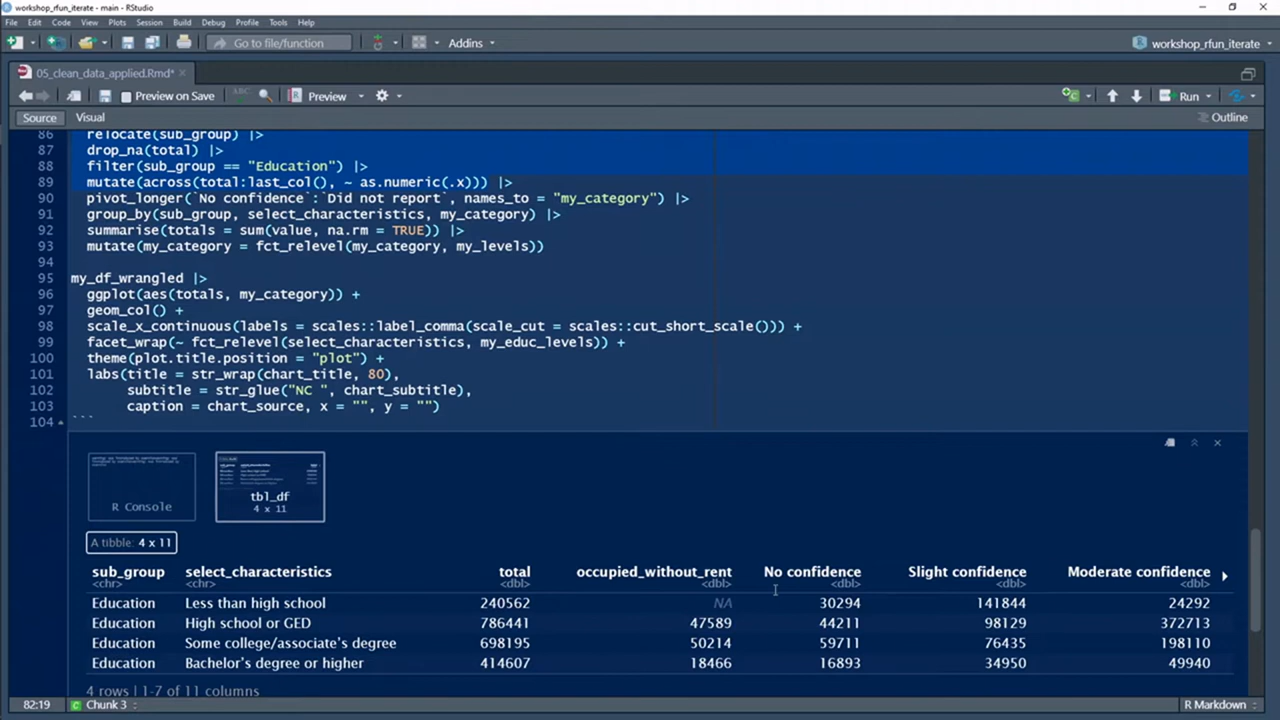 workshop_rfun_iterate - main - RStudio
File Edit Code View Plots Session Build Debug Profile Tools Help
Go to file/function Addins workshop_rfun_iterate
05_clean_data_applied.Rmd*
Preview on Save ABC Preview Run
Source Visual Outline
86 relocate(sub_group) |>
87 drop_na(total) |>
88 filter(sub_group == "Education") |>
89 mutate(across(total:last_col(), ~ as.numeric(.x))) |>
90 pivot_longer(`No confidence`:`Did not report`, names_to = "my_category") |>
91 group_by(sub_group, select_characteristics, my_category) |>
92 summarise(totals = sum(value, na.rm = TRUE)) |>
93 mutate(my_category = fct_relevel(my_category, my_levels))
94
95 my_df_wrangled |>
96 ggplot(aes(totals, my_category)) +
97 geom_col() +
98 scale_x_continuous(labels = scales::label_comma(scale_cut = scales::cut_short_scale())) +
99 facet_wrap(~ fct_relevel(select_characteristics, my_educ_levels)) +
100 theme(plot.title.position = "plot") +
101 labs(title = str_wrap(chart_title, 80),
102 subtitle = str_glue("NC ", chart_subtitle),
103 caption = chart_source, x = "", y = "")
104 ```
R Console
tbl_df
4 x 11
A tibble: 4 x 11
sub_group select_characteristics total occupied_without_rent No confidence Slight confidence Moderate confidence
<chr> <chr> <dbl> <dbl> <dbl> <dbl> <dbl>
Education Less than high school 240562 NA 30294 141844 24292
Education High school or GED 786441 47589 44211 98129 372713
Education Some college/associate's degree 698195 50214 59711 76435 198110
Education Bachelor's degree or higher 414607 18466 16893 34950 49940
4 rows | 1-7 of 11 columns
82:19 Chunk 3 R Markdown